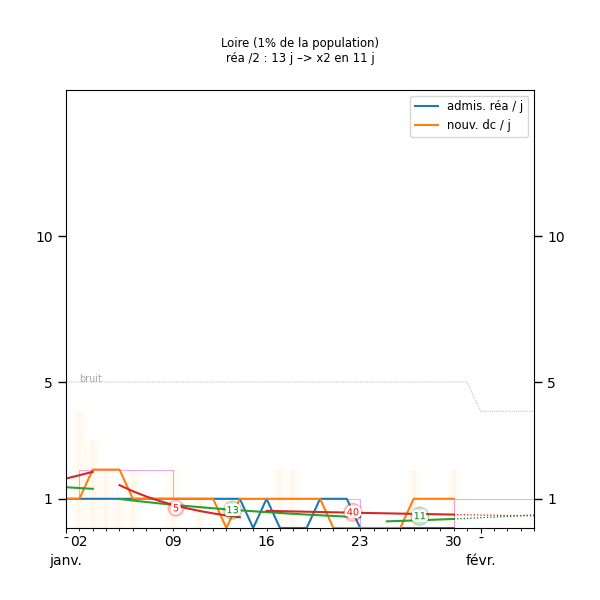 Loire (1% de la population)
réa /2 : 13 j –> x2 en 11 j
admis. réa / j
nouv. dc / j
10 10
bruit
5 5
1 1
5 13 40 11
02 09 16 23 30
janv. févr.